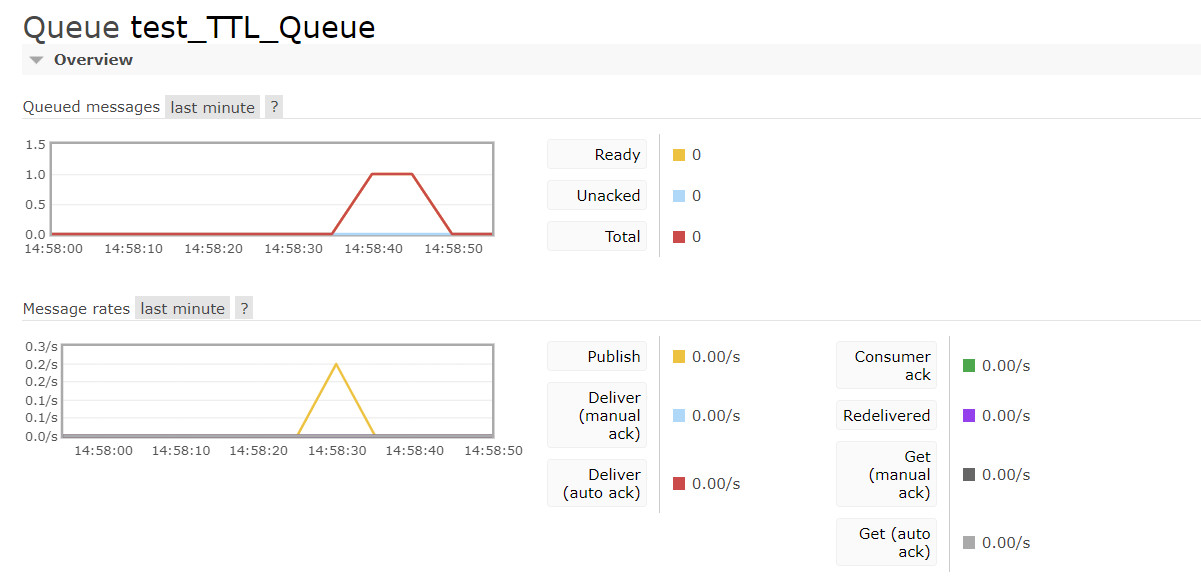 Queue test_TTL_Queue
Overview
Queued messages last minute ?
1.5
1.0
0.5
0.0
14:58:00 14:58:10 14:58:20 14:58:30 14:58:40 14:58:50
Ready 0
Unacked 0
Total 0
Message rates last minute ?
0.3/s
0.2/s
0.2/s
0.1/s
0.1/s
0.0/s
14:58:00 14:58:10 14:58:20 14:58:30 14:58:40 14:58:50
Publish 0.00/s
Deliver
(manual 0.00/s
ack)
Deliver
(auto ack) 0.00/s
Consumer
ack 0.00/s
Redelivered 0.00/s
Get
(manual 0.00/s
ack)
Get (auto
ack) 0.00/s